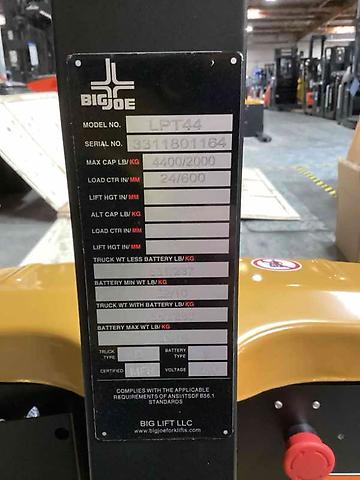 BIG JOE
MODEL NO. LPT44
SERIAL NO. 3311801164
MAX CAP LB/KG 4400/2000
LOAD CTR IN/MM 24/600
LIFT HGT IN/MM
ALT CAP LB/KG
LOAD CTR IN/MM
LIFT HGT IN/MM
TRUCK WT LESS BATTERY LB/KG
BATTERY MIN WT LB/KG
TRUCK WT WITH BATTERY LB/KG
BATTERY MAX WT LB/KG
TRUCK TYPE BATTERY TYPE
CERTIFIED VOLTAGE
COMPLIES WITH THE APPLICABLE
REQUIREMENTS OF ANSI/ITSDF B56.1
STANDARDS
BIG LIFT LLC
www.bigjoeforklifts.com